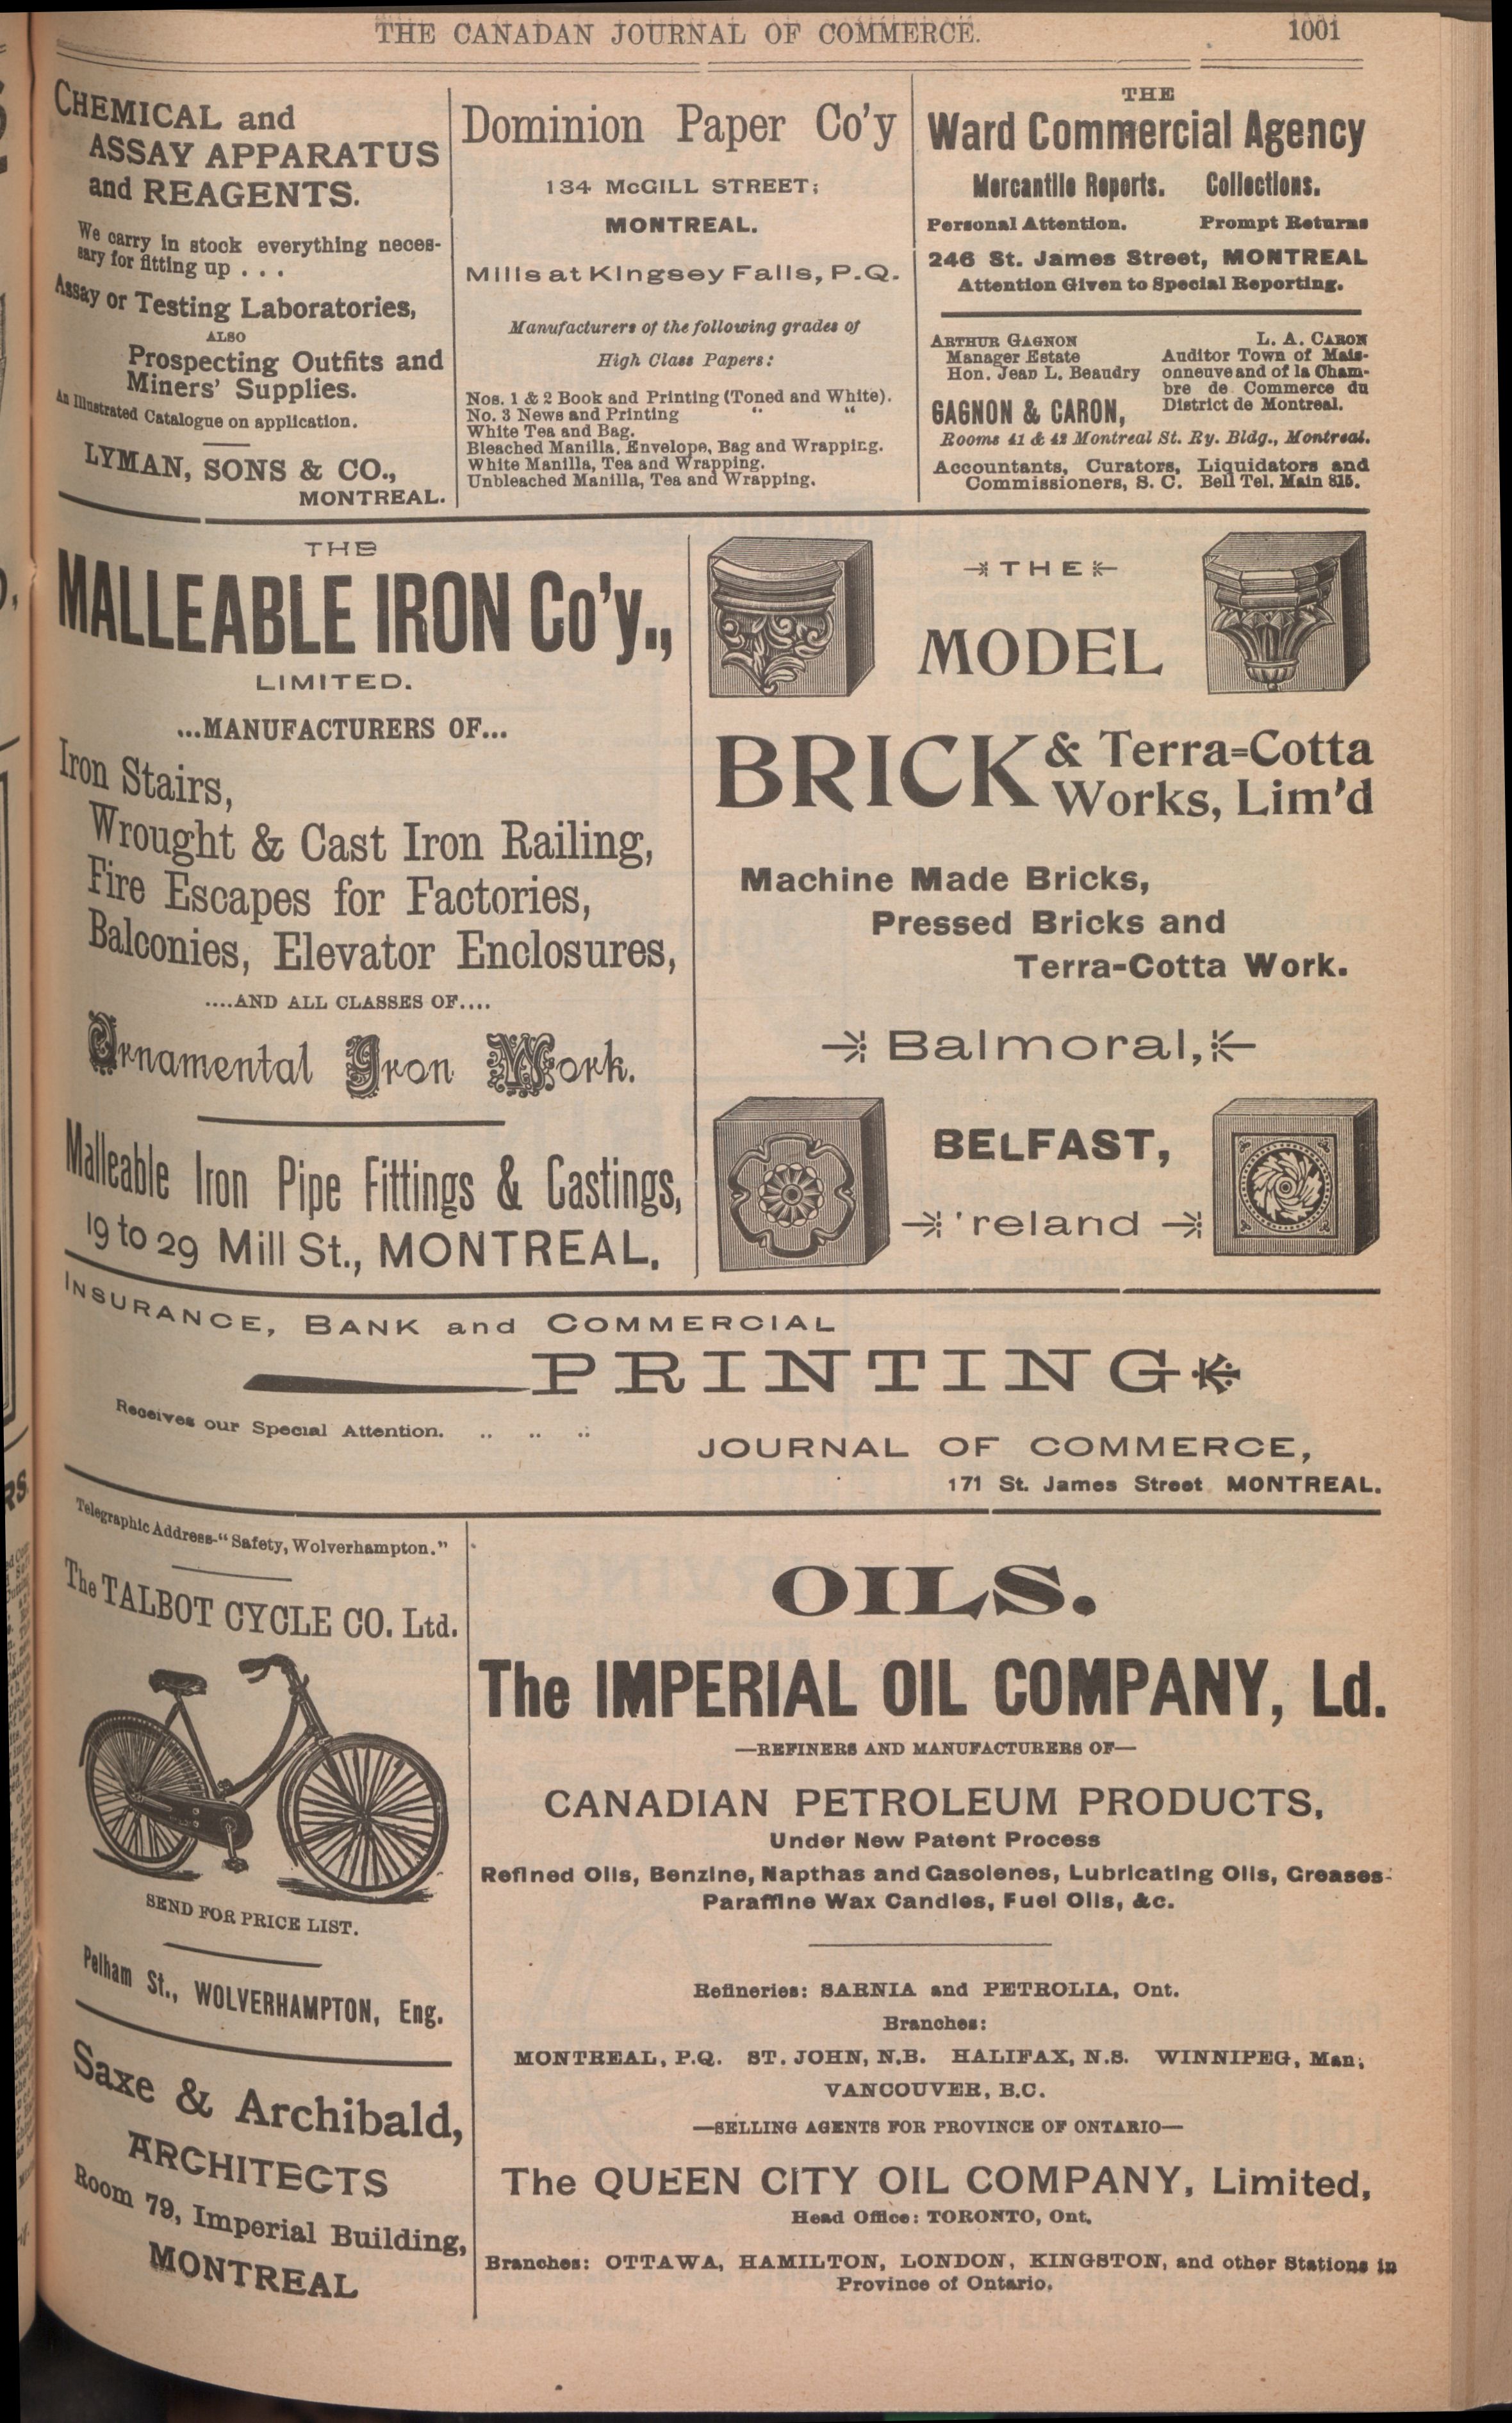 THE CANADAN JOURNAL OF COMMERCE. 1001
CHEMICAL and
ASSAY APPARATUS
and REAGENTS.
We carry in stock everything neces-
sary for fitting up . . .
Assay or Testing Laboratories,
ALSO
Prospecting Outfits and
Miners' Supplies.
An Illustrated Catalogue on application.
LYMAN, SONS & CO.,
MONTREAL.
Dominion Paper Co'y
134 McGILL STREET;
MONTREAL.
Mills at Kingsey Falls, P.Q.
Manufacturers of the following grades of
High Class Papers:
Nos. 1 & 2 Book and Printing (Toned and White).
No. 3 News and Printing " "
White Tea and Bag.
Bleached Manilla, Envelope, Bag and Wrapping.
White Manilla, Tea and Wrapping.
Unbleached Manilla, Tea and Wrapping.
THE
Ward Commercial Agency
Mercantile Reports. Collections.
Personal Attention. Prompt Returns
246 St. James Street, MONTREAL
Attention Given to Special Reporting.
ARTHUR GAGNON
Manager Estate
Hon. Jean L. Beaudry
L. A. CARON
Auditor Town of Mais-
onneuve and of la Cham-
bre de Commerce du
District de Montreal.
GAGNON & CARON,
Rooms 41 & 42 Montreal St. Ry. Bldg., Montreal.
Accountants, Curators, Liquidators and
Commissioners, S. C. Bell Tel. Main 815.
THE
MALLEABLE IRON Co'y.,
LIMITED.
...MANUFACTURERS OF...
Iron Stairs,
Wrought & Cast Iron Railing,
Fire Escapes for Factories,
Balconies, Elevator Enclosures,
....AND ALL CLASSES OF....
Ornamental Iron Work.
Malleable Iron Pipe Fittings & Castings,
19 to 29 Mill St., MONTREAL.
THE
MODEL
BRICK & Terra-Cotta
Works, Lim'd
Machine Made Bricks,
Pressed Bricks and
Terra-Cotta Work.
Balmoral,
BELFAST,
'reland
INSURANCE, BANK and COMMERCIAL
PRINTING
Receives our Special Attention. .. .. ..
JOURNAL OF COMMERCE,
171 St. James Street MONTREAL.
Telegraphic Address-"Safety, Wolverhampton."
The TALBOT CYCLE CO. Ltd.
SEND FOR PRICE LIST.
Pelham St., WOLVERHAMPTON, Eng.
Saxe & Archibald,
ARCHITECTS
Room 79, Imperial Building,
MONTREAL
OILS.
The IMPERIAL OIL COMPANY, Ld.
—REFINERS AND MANUFACTURERS OF—
CANADIAN PETROLEUM PRODUCTS,
Under New Patent Process
Refined Oils, Benzine, Napthas and Gasolenes, Lubricating Oils, Greases
Paraffine Wax Candles, Fuel Oils, &c.
Refineries: SARNIA and PETROLIA, Ont.
Branches:
MONTREAL, P.Q. ST. JOHN, N.B. HALIFAX, N.S. WINNIPEG, Man;
VANCOUVER, B.C.
—SELLING AGENTS FOR PROVINCE OF ONTARIO—
The QUEEN CITY OIL COMPANY, Limited,
Head Office: TORONTO, Ont.
Branches: OTTAWA, HAMILTON, LONDON, KINGSTON, and other Stations in
Province of Ontario.